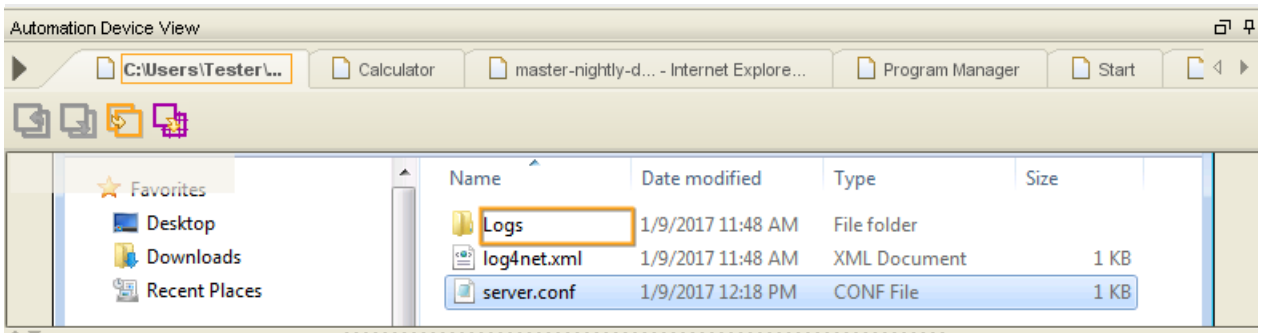 Automation Device View
C:\Users\Tester\... Calculator master-nightly-d... - Internet Explore... Program Manager Start
Favorites Name Date modified Type Size
Desktop Logs 1/9/2017 11:48 AM File folder
Downloads log4net.xml 1/9/2017 11:48 AM XML Document 1 KB
Recent Places server.conf 1/9/2017 12:18 PM CONF File 1 KB